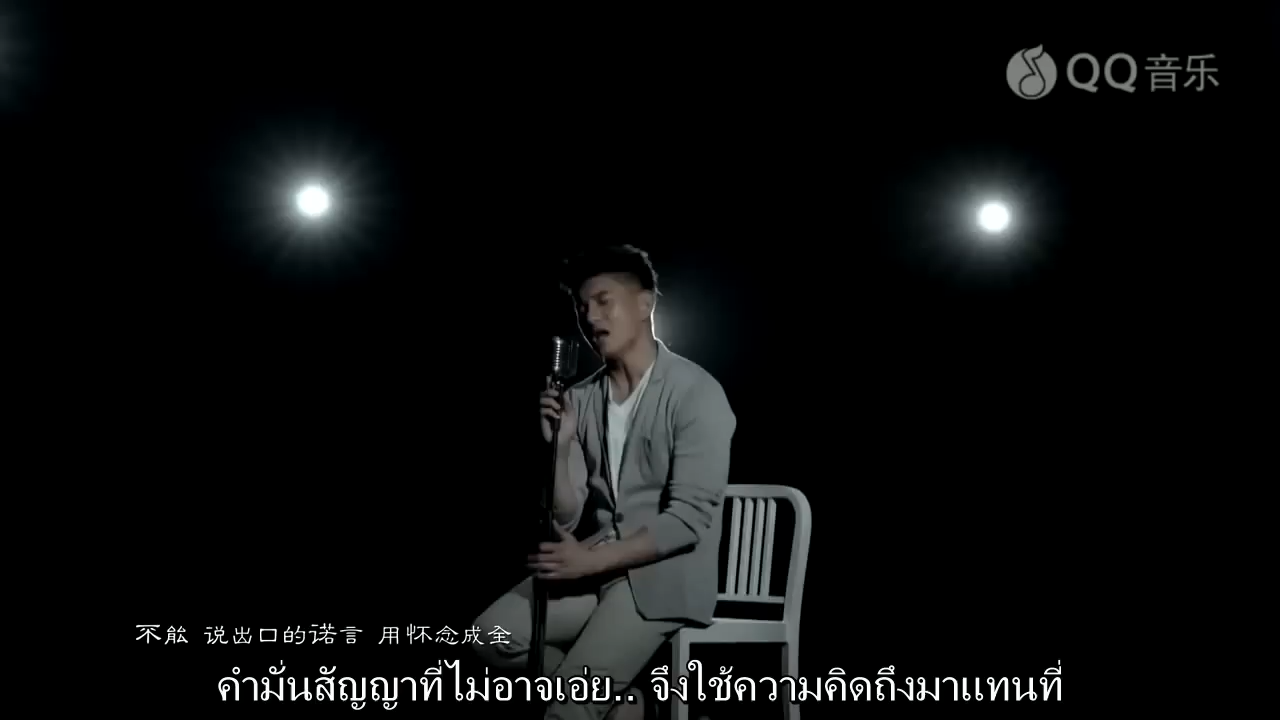 QQ音乐
不能 说出口的诺言 用怀念成全
คำมั่นสัญญาที่ไม่อาจเอ่ย.. จึงใช้ความคิดถึงมาแทนที่